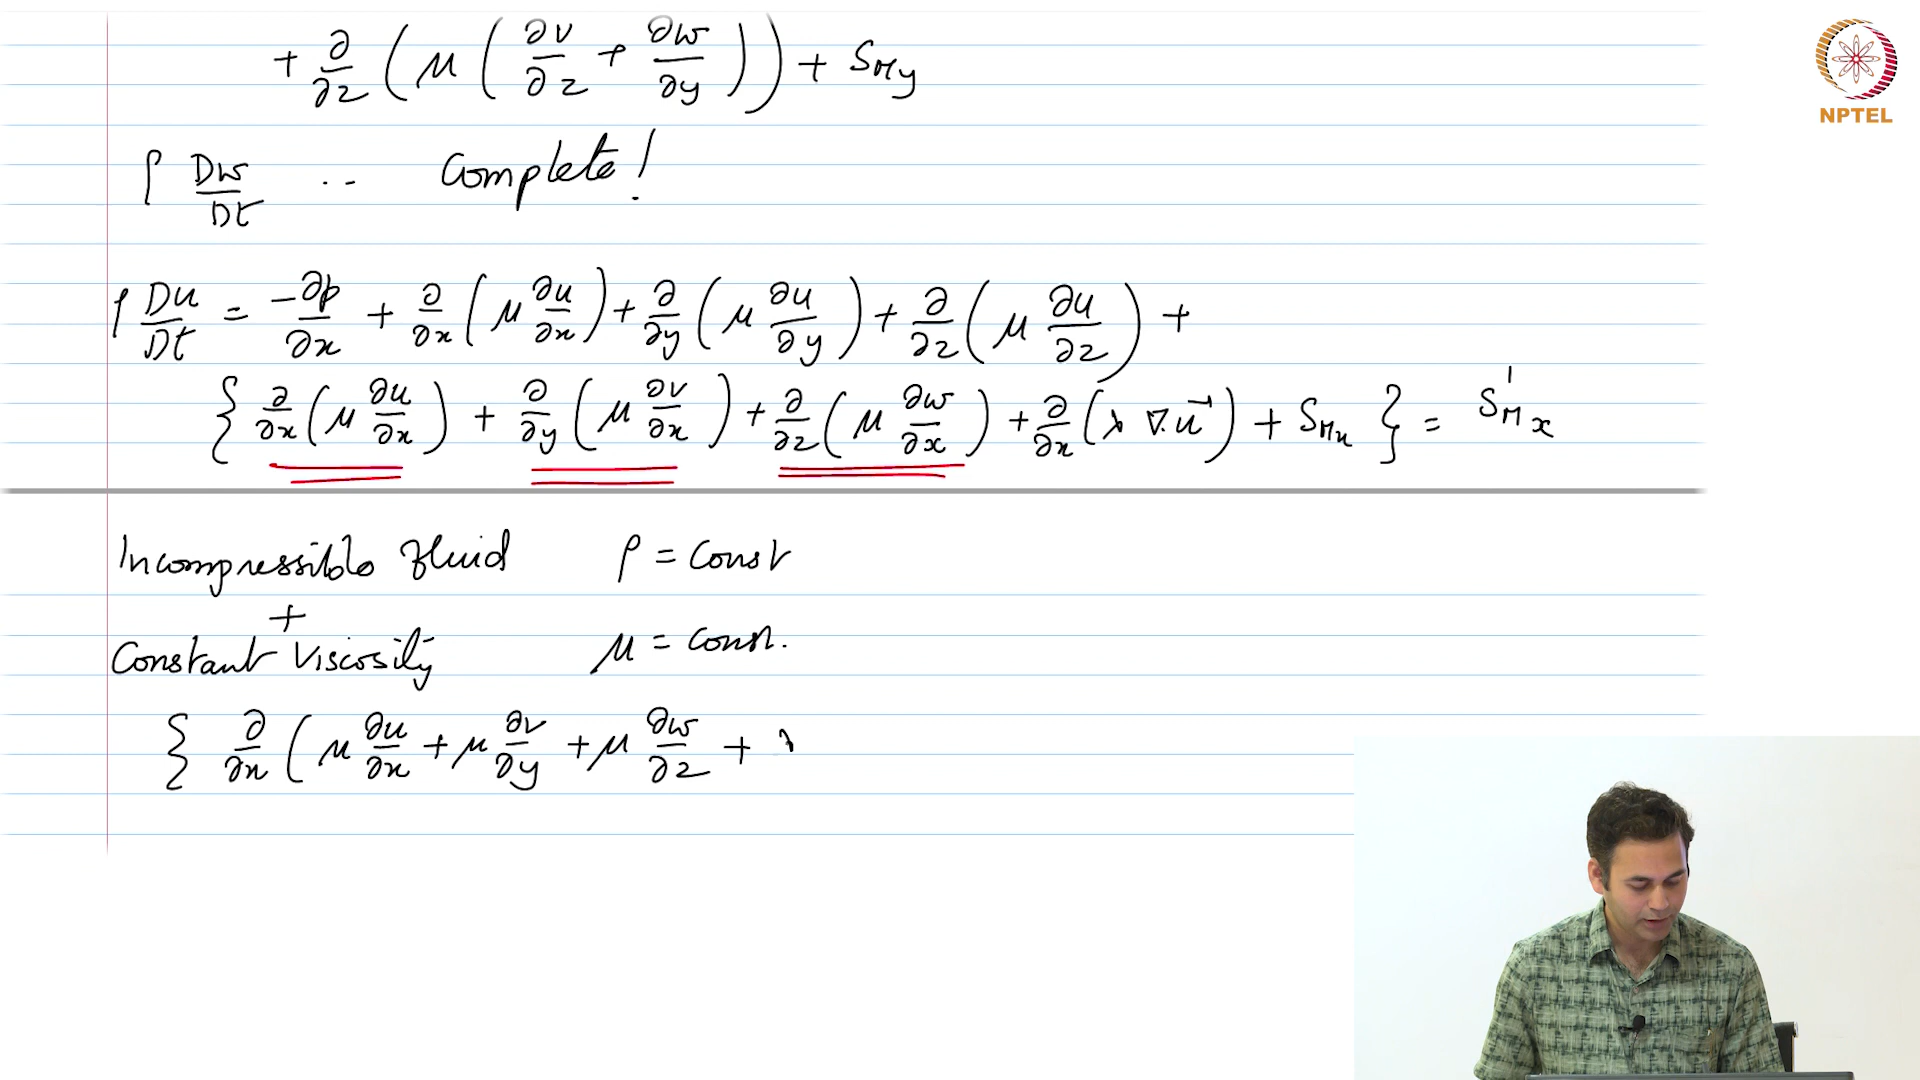 + ∂/∂z (μ (∂v/∂z + ∂w/∂y)) + S_My
NPTEL
ρ Dw/Dt .. Complete!
ρ Du/Dt = -∂p/∂x + ∂/∂x (μ ∂u/∂x) + ∂/∂y (μ ∂u/∂y) + ∂/∂z (μ ∂u/∂z) +
{ ∂/∂x (μ ∂u/∂x) + ∂/∂y (μ ∂v/∂x) + ∂/∂z (μ ∂w/∂x) + ∂/∂x (λ ∇.u⃗) + S_Mx } = S'_Mx
Incompressible fluid ρ = const
+
Constant Viscosity μ = const.
{ ∂/∂x (μ ∂u/∂x + μ ∂v/∂y + μ ∂w/∂z +